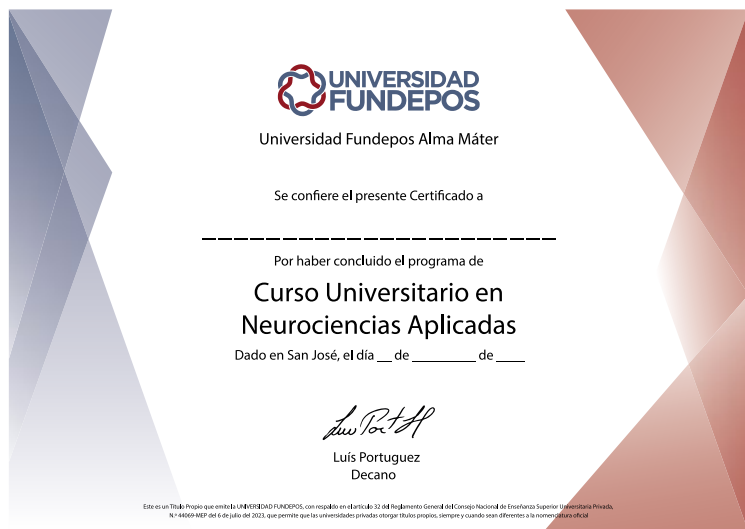 UNIVERSIDAD
FUNDEPOS
Universidad Fundepos Alma Máter
Se confiere el presente Certificado a
Por haber concluido el programa de
Curso Universitario en
Neurociencias Aplicadas
Dado en San José, el día __ de ________ de ____
Luís Portuguez
Decano
Este es un Título Propio que emite la UNIVERSIDAD FUNDEPOS, con respaldo en el artículo 32 del Reglamento General del Consejo Nacional de Enseñanza Superior Universitaria Privada,
N.º 44069-MEP del 6 de julio del 2023, que permite que las universidades privadas otorgar títulos propios, siempre y cuando sean diferentes a la nomenclatura oficial